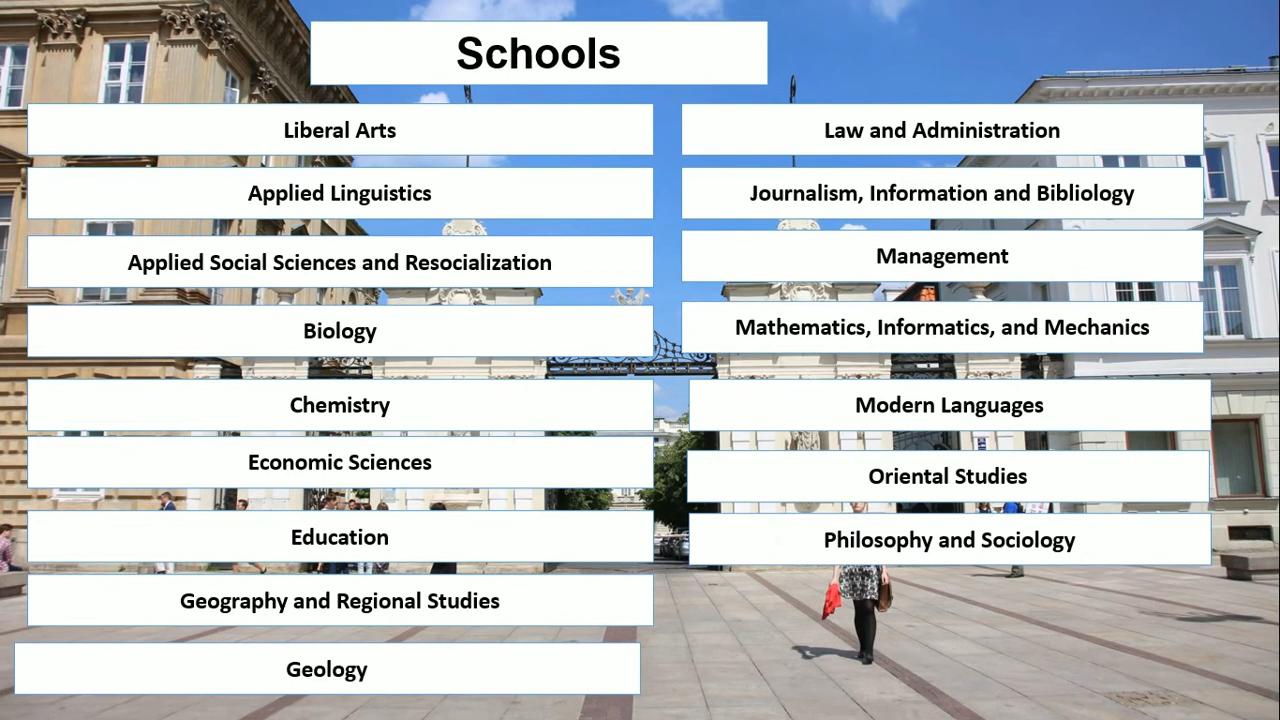 Schools
Liberal Arts
Applied Linguistics
Applied Social Sciences and Resocialization
Biology
Chemistry
Economic Sciences
Education
Geography and Regional Studies
Geology
Law and Administration
Journalism, Information and Bibliology
Management
Mathematics, Informatics, and Mechanics
Modern Languages
Oriental Studies
Philosophy and Sociology